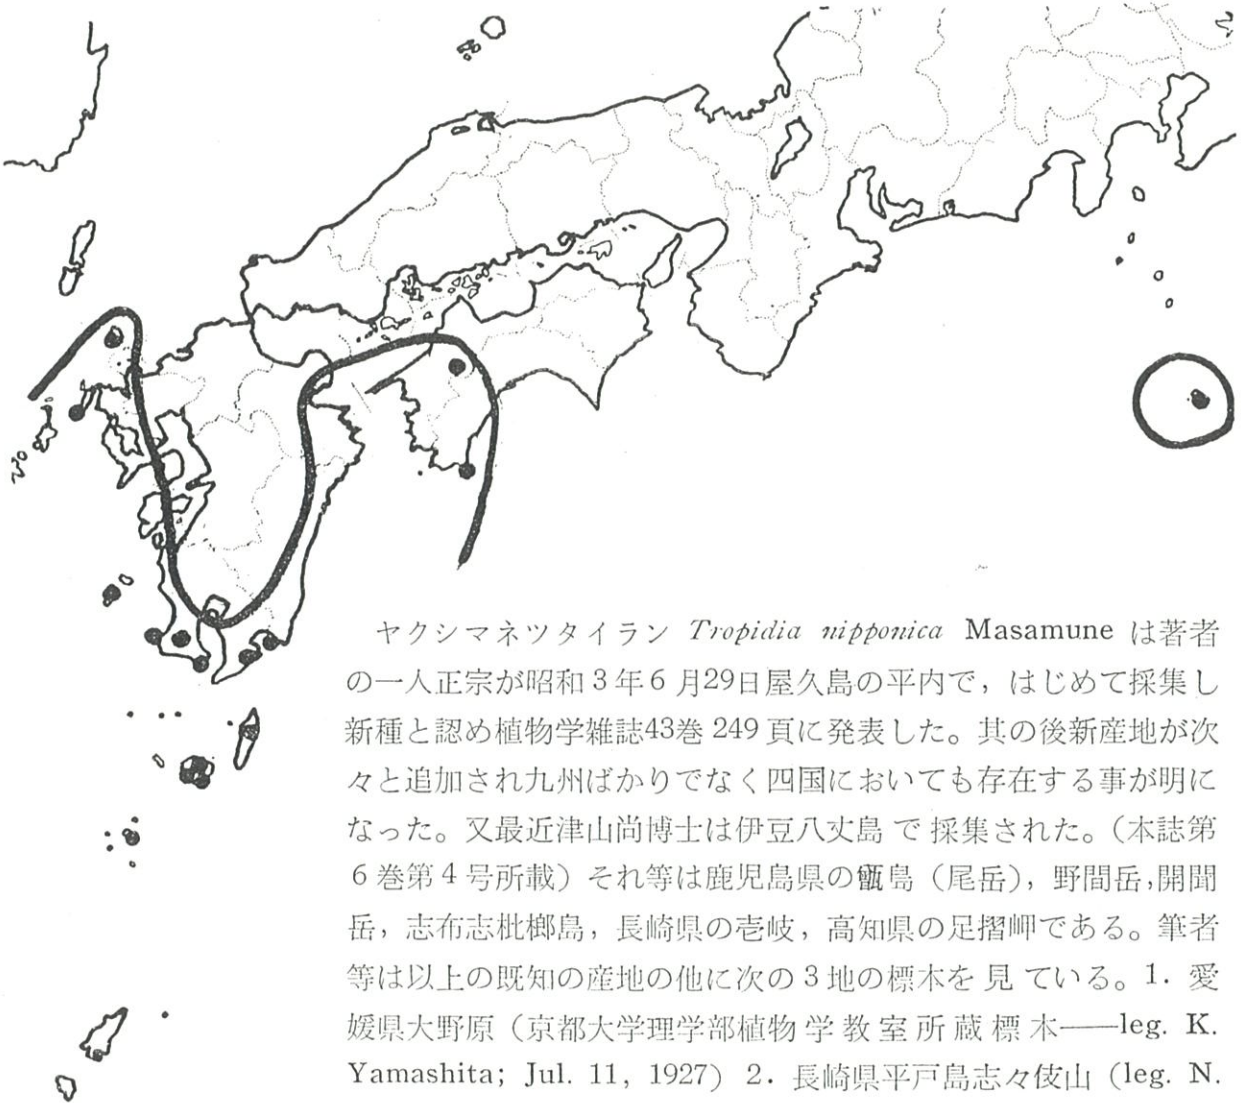 ヤクシマネツタイラン Tropidia nipponica Masamune は著者
の一人正宗が昭和3年6月29日屋久島の平内で，はじめて採集し
新種と認め植物学雑誌43巻249頁に発表した。其の後新産地が次
々と追加され九州ばかりでなく四国においても存在する事が明に
なった。又最近津山尚博士は伊豆八丈島で採集された。（本誌第
6巻第4号所載）それ等は鹿児島県の甑島（尾岳），野間岳，開聞
岳，志布志枇榔島，長崎県の壱岐，高知県の足摺岬である。筆者
等は以上の既知の産地の他に次の3地の標本を見ている。1. 愛
媛県大野原（京都大学理学部植物学教室所蔵標本——leg. K.
Yamashita; Jul. 11, 1927) 2. 長崎県平戸島志々伎山 (leg. N.